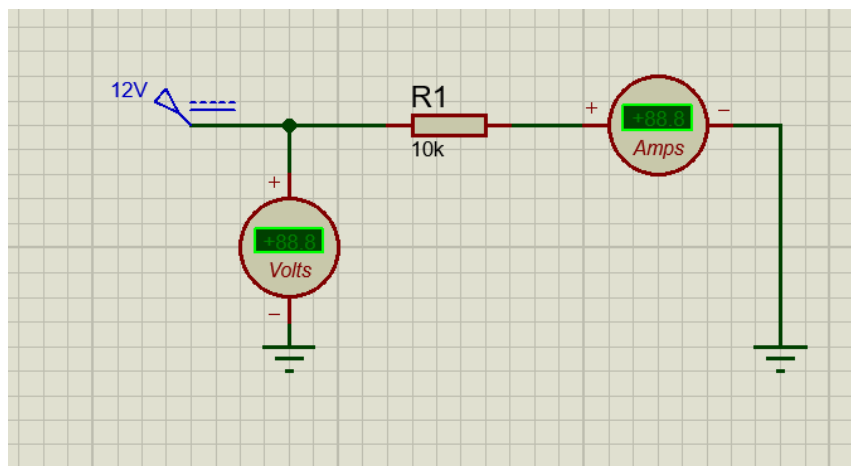 12V
R1
10k
+
+88.8
-
Amps
+
+88.8
Volts
-